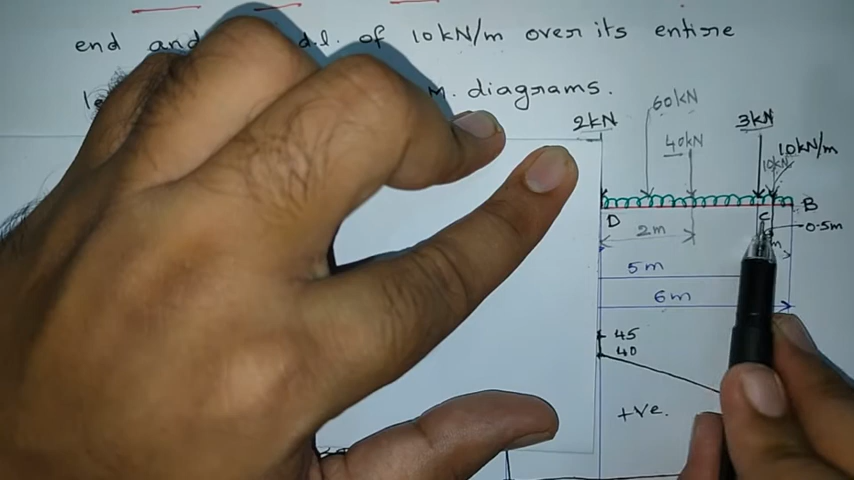 end and d.l. of 10kN/m over its entire
M. diagrams.
2kN 60kN 3kN
40kN 10kN 10kN/m
D C B
2m 0.5m
5m
6m
45
40
+ve.